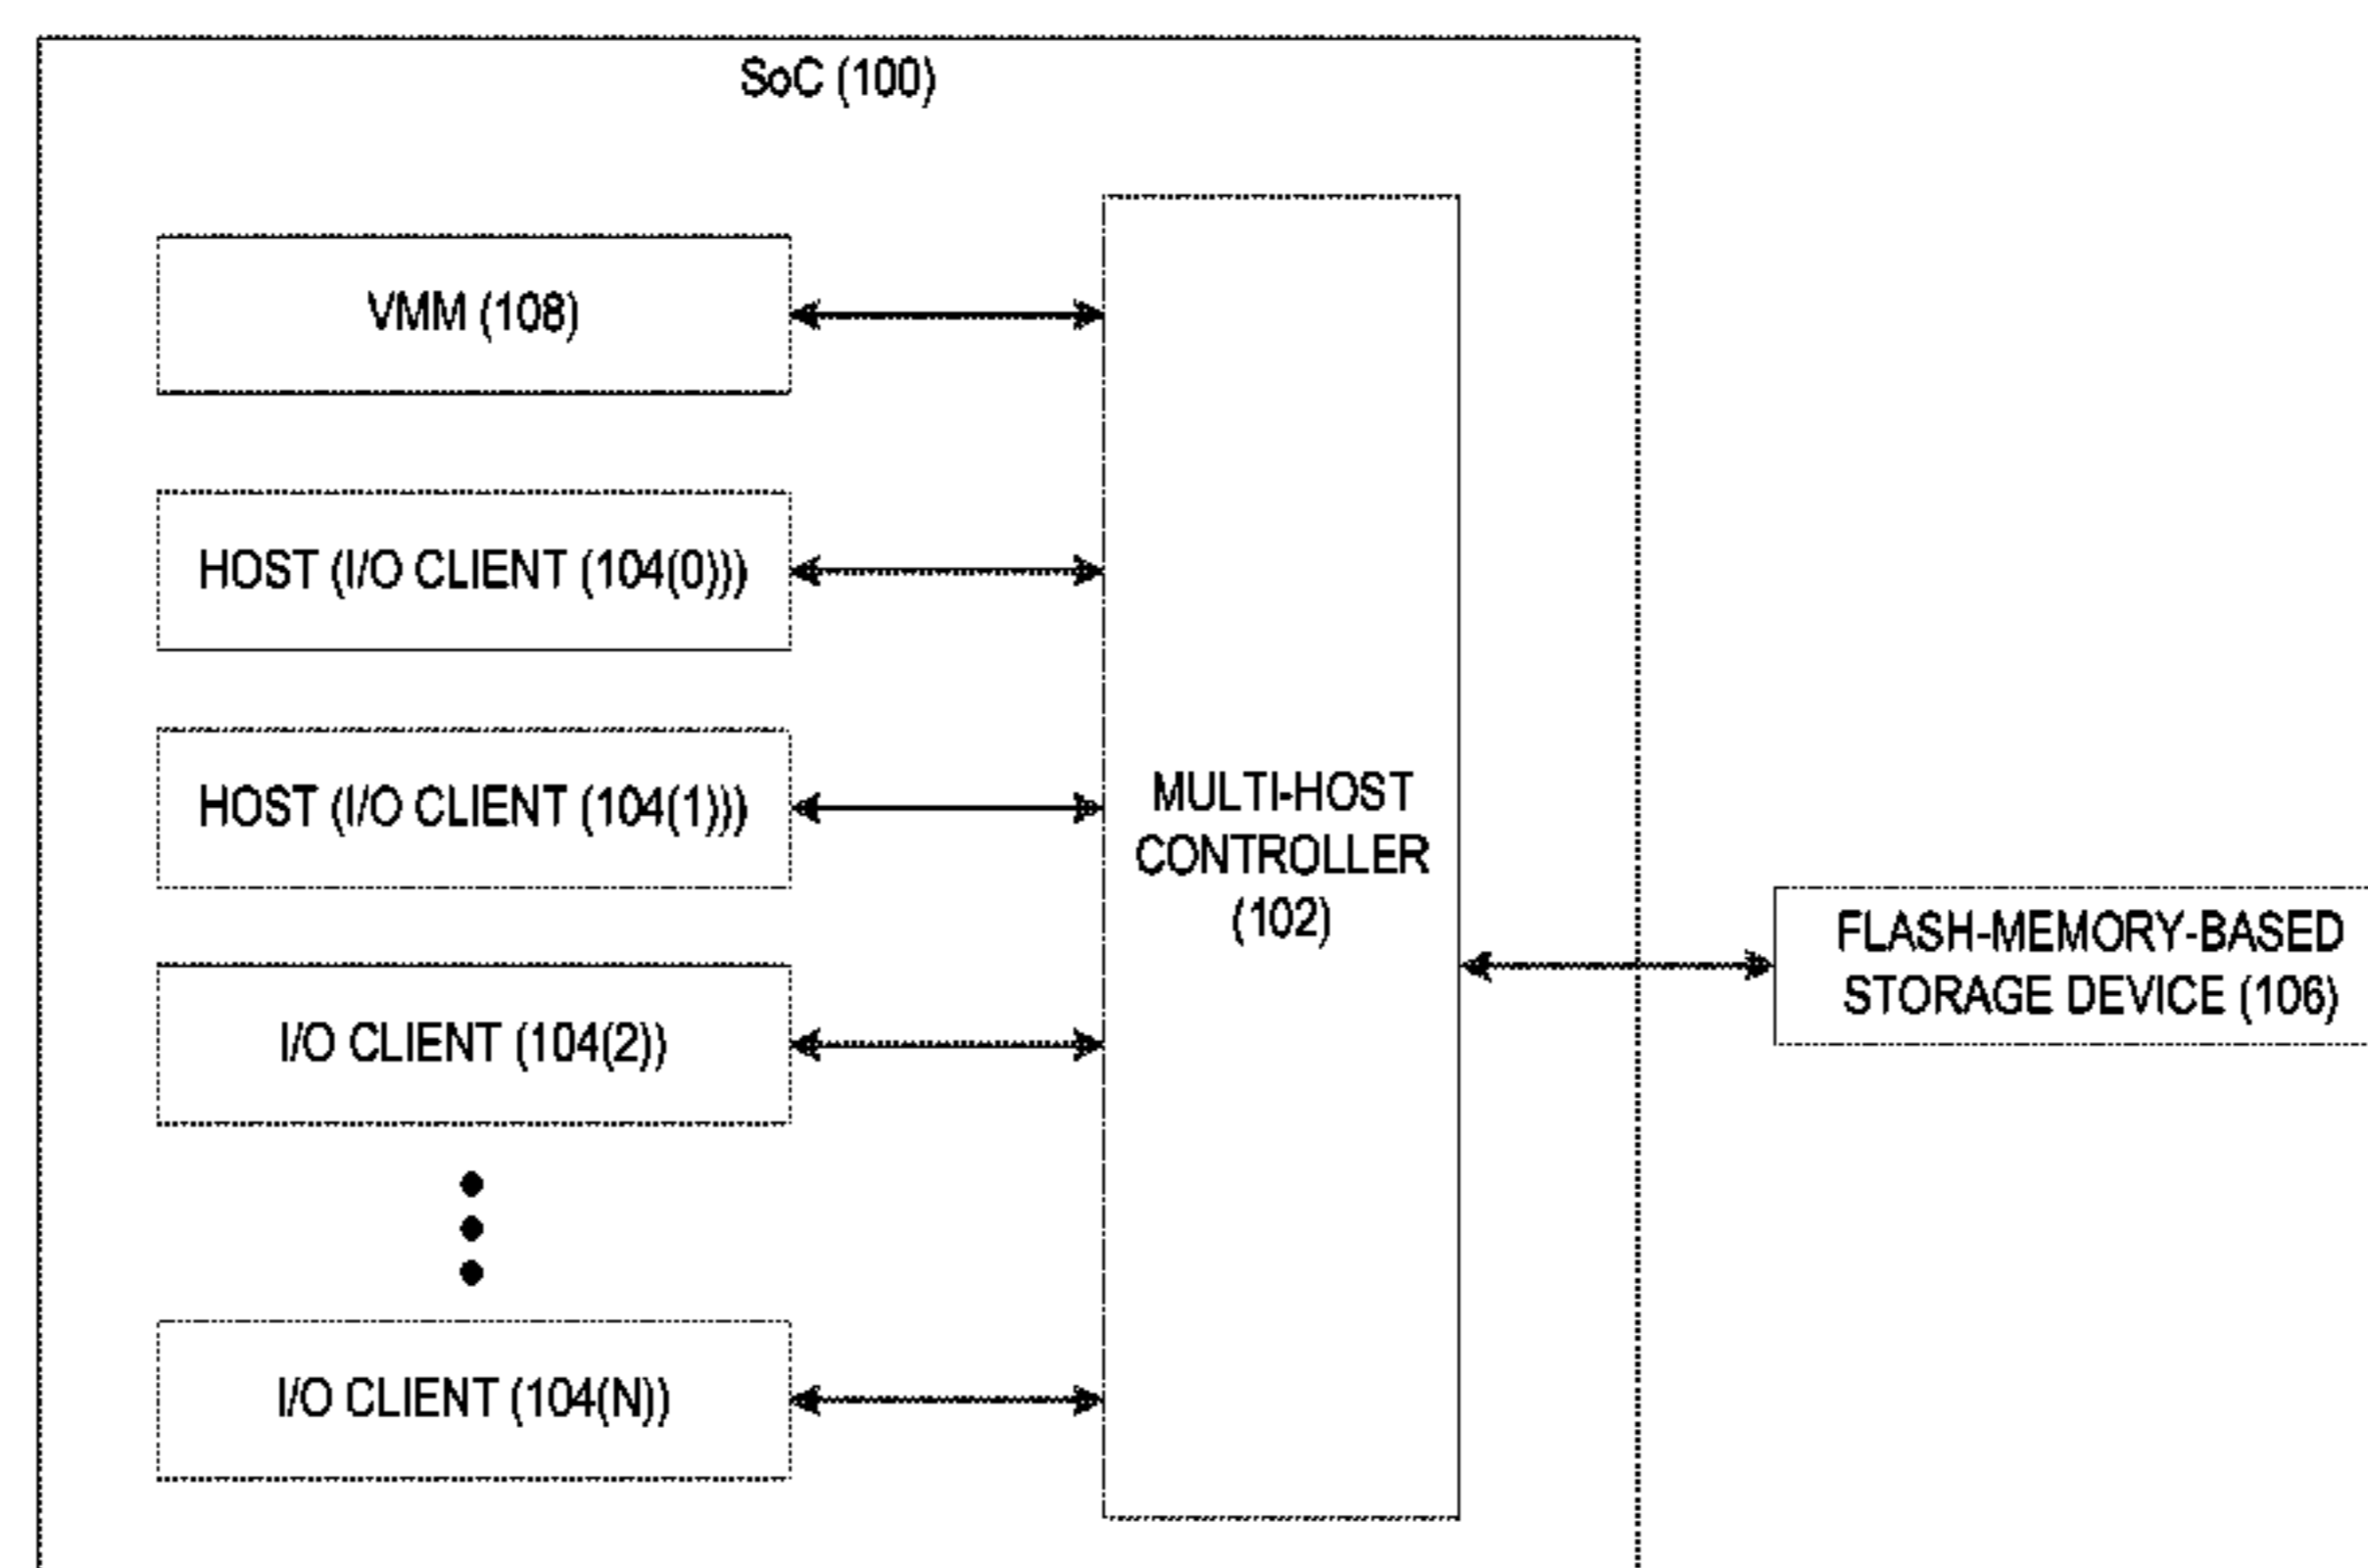 SoC (100)
VMM (108)
HOST (I/O CLIENT (104(0)))
HOST (I/O CLIENT (104(1)))
I/O CLIENT (104(2))
I/O CLIENT (104(N))
MULTI-HOST
CONTROLLER
(102)
FLASH-MEMORY-BASED
STORAGE DEVICE (106)